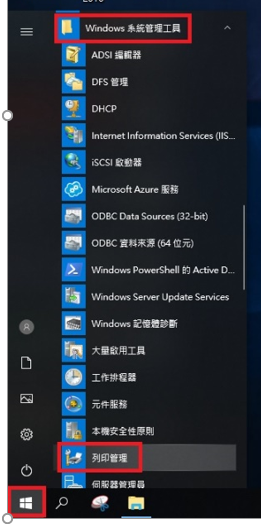 Windows 系統管理工具
ADSI 編輯器
DFS 管理
DHCP
Internet Information Services (IIS...
iSCSI 啟動器
Microsoft Azure 服務
ODBC Data Sources (32-bit)
ODBC 資料來源 (64 位元)
Windows PowerShell 的 Active D...
Windows Server Update Services
Windows 記憶體診斷
大量啟用工具
工作排程器
元件服務
本機安全性原則
列印管理
伺服器管理員